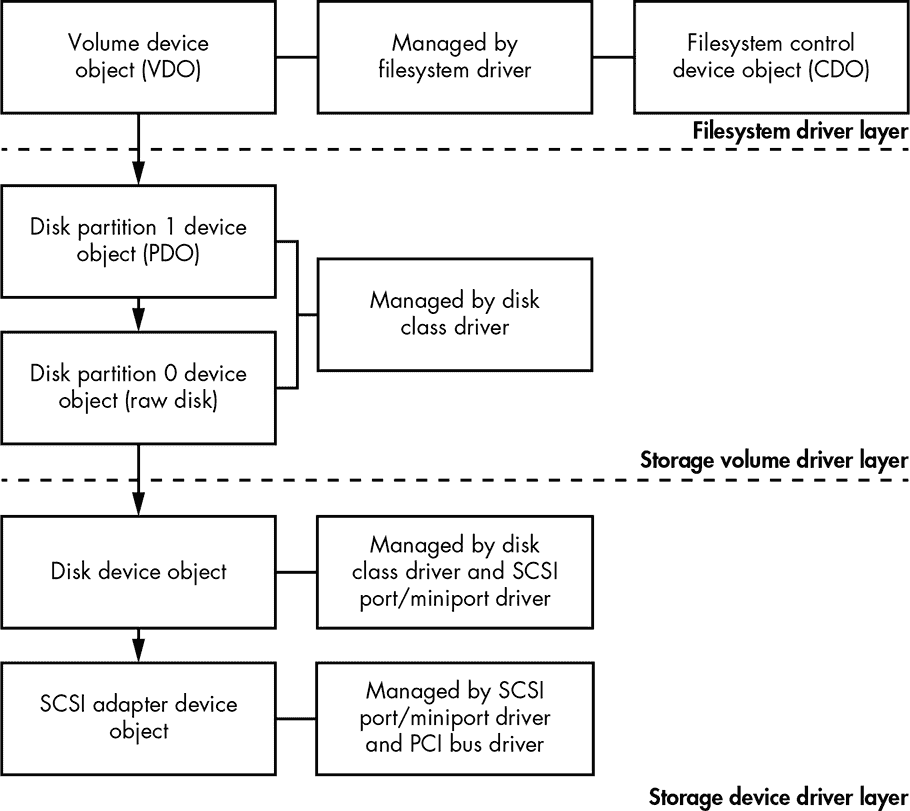 Volume device
object (VDO)
Managed by
filesystem driver
Filesystem control
device object (CDO)
Filesystem driver layer
Disk partition 1 device
object (PDO)
Managed by disk
class driver
Disk partition 0 device
object (raw disk)
Storage volume driver layer
Disk device object
Managed by disk
class driver and SCSI
port/miniport driver
SCSI adapter device
object
Managed by SCSI
port/miniport driver
and PCI bus driver
Storage device driver layer